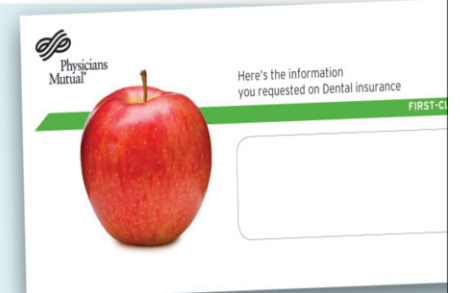 Physicians
Mutual®
Here's the information
you requested on Dental insurance
FIRST-CL